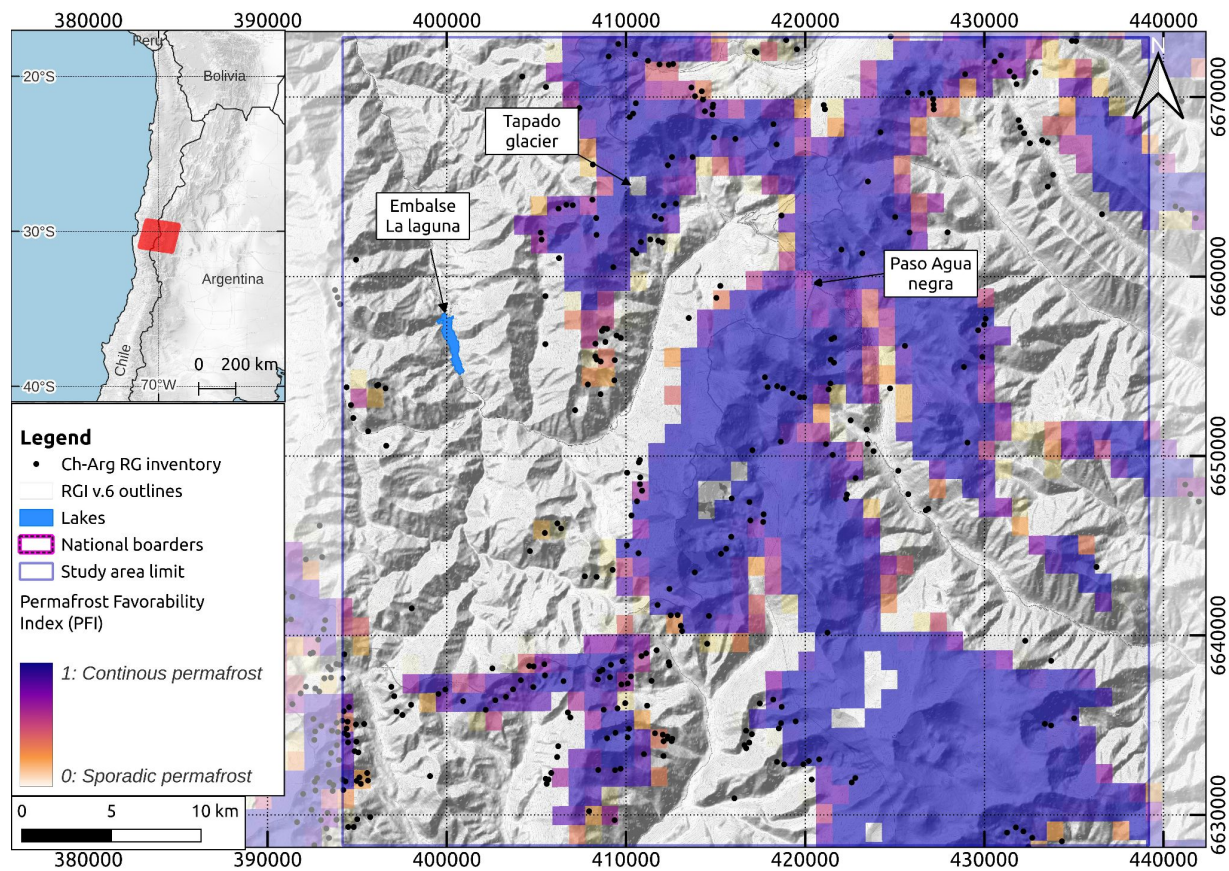 380000
390000
400000
410000
420000
430000
440000
Peru
20°S
Bolivia
30°S
Argentina
Chile
0 200 km
40°S
70°W
N
Tapado
glacier
Embalse
La laguna
Paso Agua
negra
6670000
6660000
6650000
6640000
6630000
Legend
Ch-Arg RG inventory
RGI v.6 outlines
Lakes
National boarders
Study area limit
Permafrost Favorability
Index (PFI)
1: Continous permafrost
0: Sporadic permafrost
0 5 10 km
380000
390000
400000
410000
420000
430000
440000